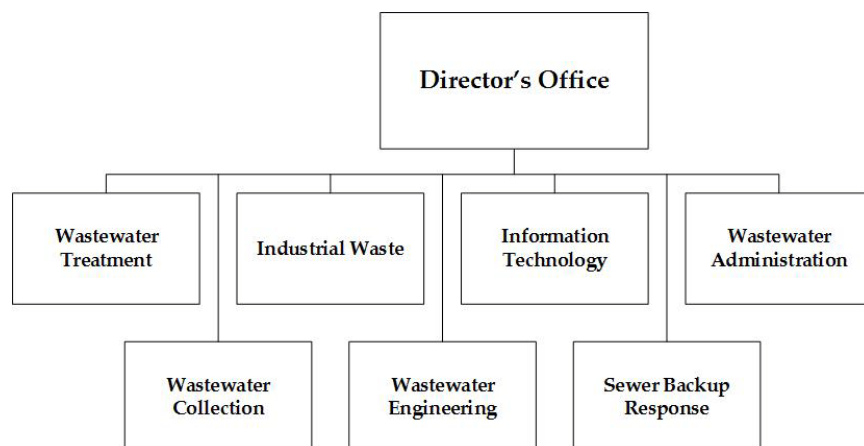 Director’s Office
Wastewater
Treatment
Industrial Waste
Information
Technology
Wastewater
Administration
Wastewater
Collection
Wastewater
Engineering
Sewer Backup
Response